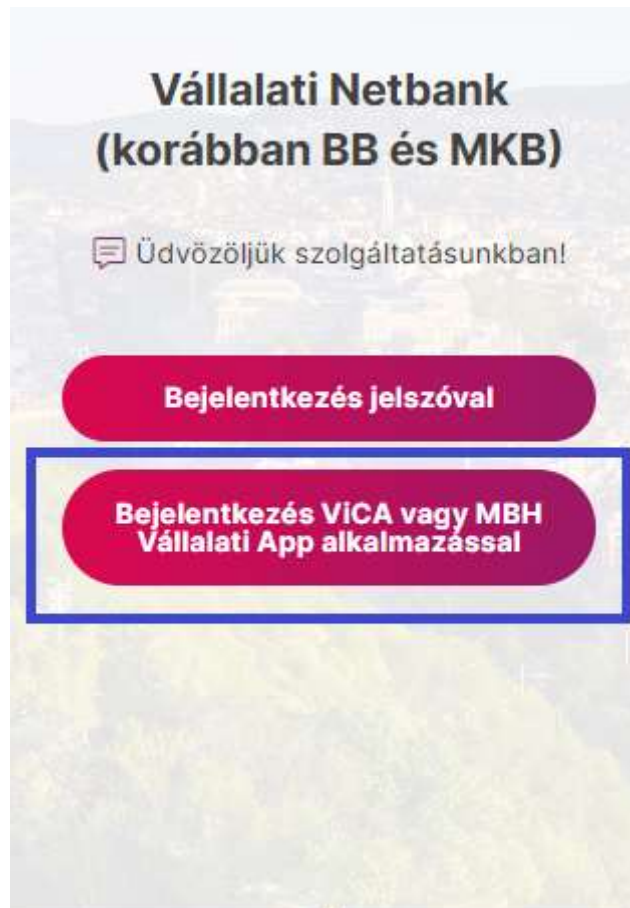 Vállalati Netbank
(korábban BB és MKB)
Üdvözöljük szolgáltatásunkban!
Bejelentkezés jelszóval
Bejelentkezés ViCA vagy MBH
Vállalati App alkalmazással